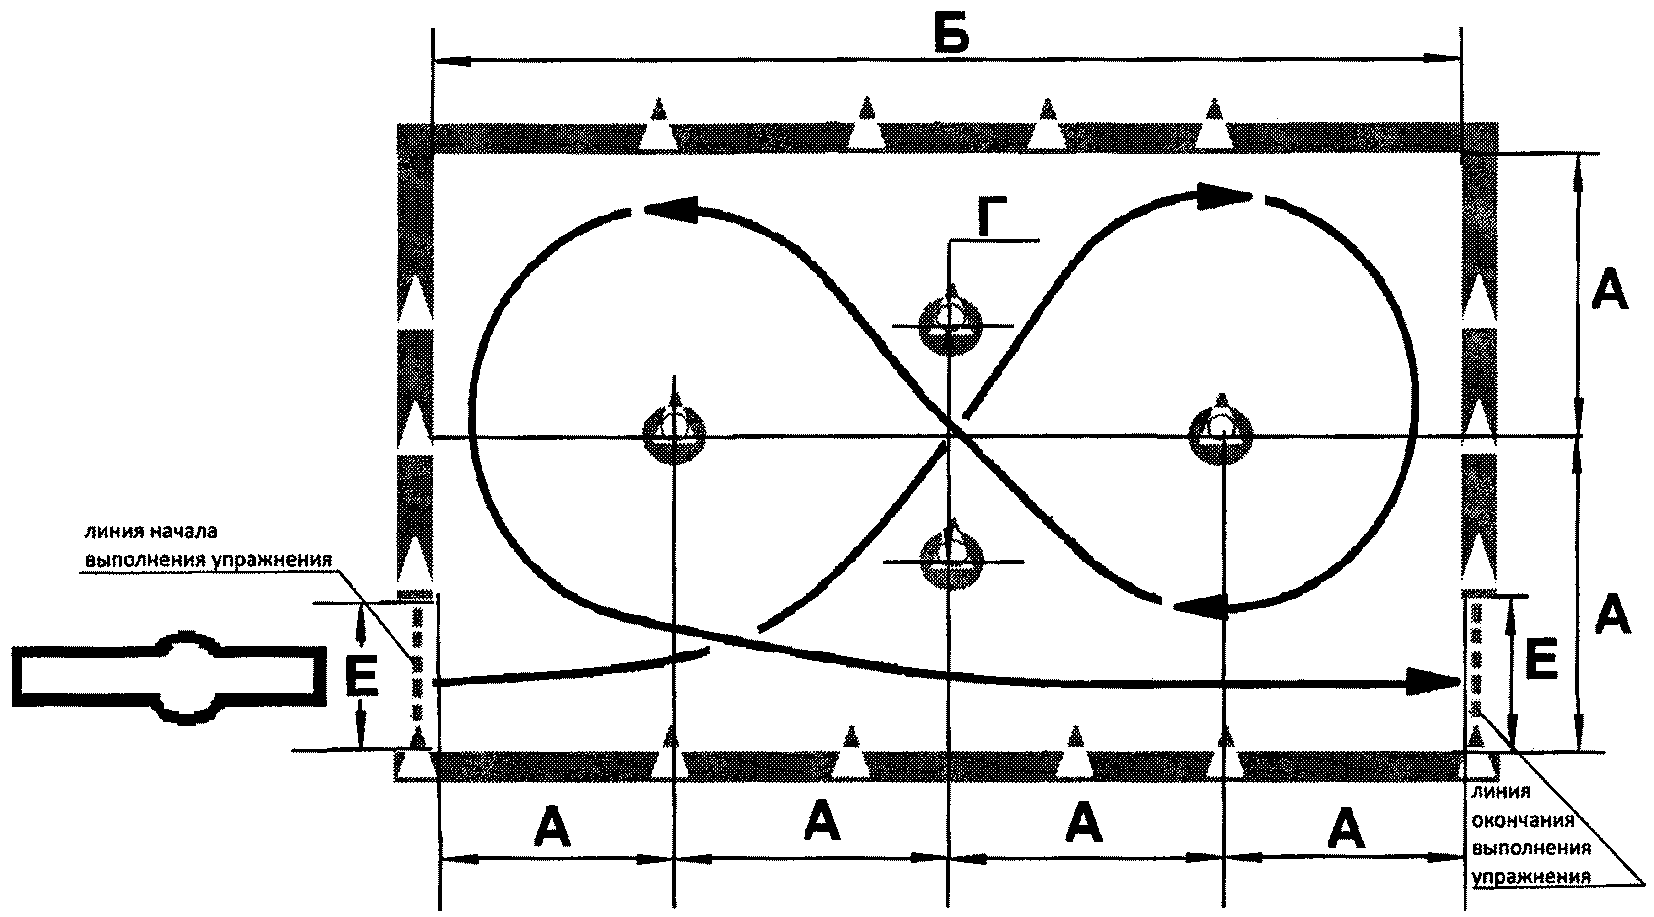 Б
Г
А
линия начала
выполнения упражнения
Е
Е
А
А
А
А
А
линия
окончания
выполнения
упражнения